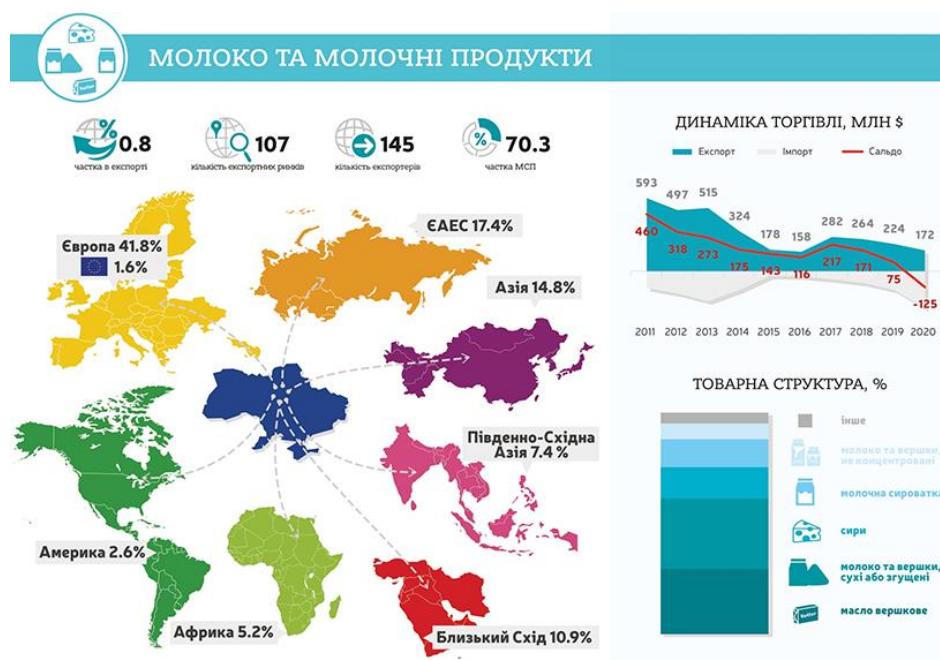 МОЛОКО ТА МОЛОЧНІ ПРОДУКТИ
0.8
частка в експорті
107
кількість експортних ринків
145
кількість експортерів
70.3
частка МСП
Європа 41.8%
1.6%
ЄАЕС 17.4%
Азія 14.8%
Південно-Східна
Азія 7.4 %
Америка 2.6%
Африка 5.2%
Близький Схід 10.9%
ДИНАМІКА ТОРГІВЛІ, МЛН $
Експорт Імпорт Сальдо
593 497 515 324 178 158 282 264 224 172
460 318 273 175 143 116 217 171 75 -125
2011 2012 2013 2014 2015 2016 2017 2018 2019 2020
ТОВАРНА СТРУКТУРА, %
інше
молоко та вершки,
не концентровані
молочна сироватка
сири
молоко та вершки,
сухі або згущені
масло вершкове